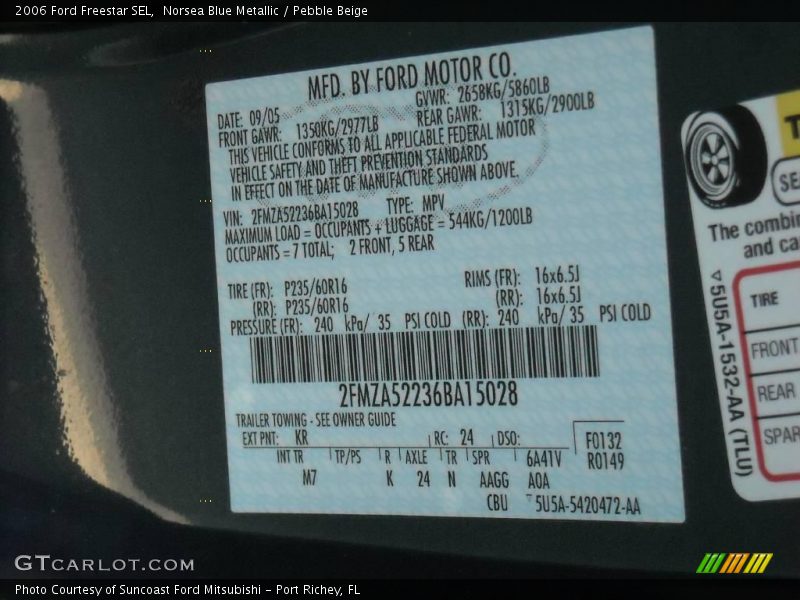 2006 Ford Freestar SEL,  Norsea Blue Metallic / Pebble Beige
MFD. BY FORD MOTOR CO.
DATE: 09/05 GVWR: 2658KG/5860LB
FRONT GAWR: 1350KG/2977LB REAR GAWR: 1315KG/2900LB
THIS VEHICLE CONFORMS TO ALL APPLICABLE FEDERAL MOTOR
VEHICLE SAFETY AND THEFT PREVENTION STANDARDS
IN EFFECT ON THE DATE OF MANUFACTURE SHOWN ABOVE.
VIN: 2FMZA52236BA15028 TYPE: MPV
MAXIMUM LOAD = OCCUPANTS + LUGGAGE = 544KG/1200LB
OCCUPANTS = 7 TOTAL; 2 FRONT, 5 REAR
TIRE (FR): P235/60R16 RIMS (FR): 16x6.5J
(RR): P235/60R16 (RR): 16x6.5J
PRESSURE (FR): 240 kPa/ 35 PSI COLD (RR): 240 kPa/ 35 PSI COLD
2FMZA52236BA15028
TRAILER TOWING - SEE OWNER GUIDE
EXT PNT: KR RC: 24 DSO: F0132
INT TR TP/PS R AXLE TR SPR 6A41V R0149
M7 K 24 N AAGG A0A
CBU 5U5A-5420472-AA
T
SEA
The combin
and ca
5U5A-1532-AA (TLU)
TIRE
FRONT
REAR
SPAR
GTCARLOT.COM
Photo Courtesy of Suncoast Ford Mitsubishi – Port Richey, FL